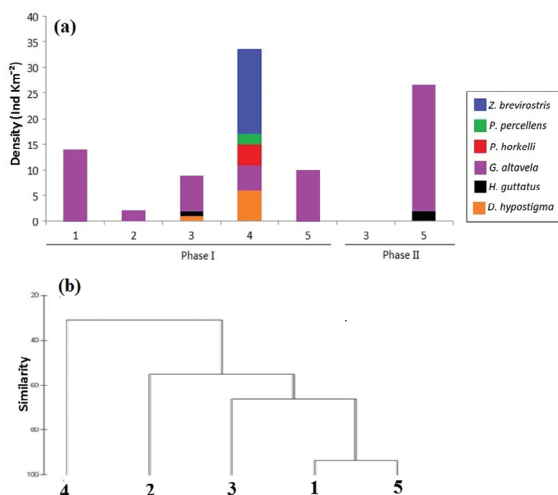 (a)
Density (Ind Km⁻²)
40
35
30
25
20
15
10
5
0
1 2 3 4 5 3 5
Phase I Phase II
Z. brevirostris
P. percellens
P. horkelli
G. altavela
H. guttatus
D. hypostigma
(b)
Similarity
20
40
60
80
100
4 2 3 1 5